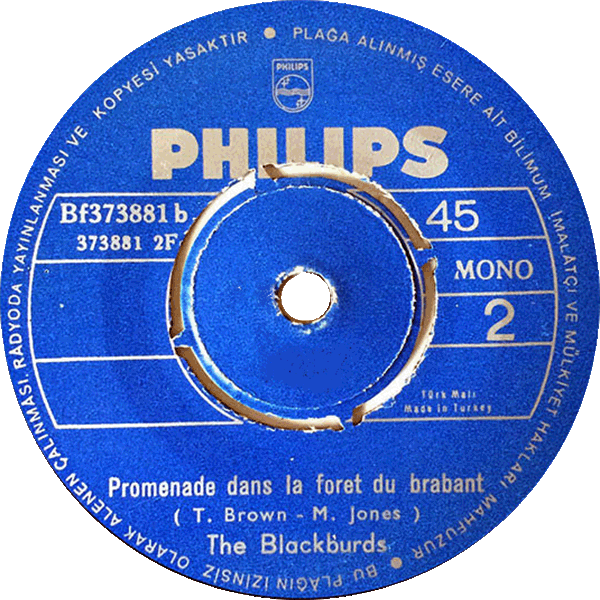 PLAĞA ALINMIŞ ESERE AİT BİLİMUM İMALATÇI VE MÜLKİYET HAKLARI MAHFUZUR • BU PLAĞIN İZİNSİZ OLARAK ALENEN ÇALINMASI, RADYODA YAYINLANMASI VE KOPYESİ YASAKTIR •
PHILIPS
PHILIPS
Bf373881 b
373881 2F
45
MONO
2
Türk Malı
Made in Turkey
Promenade dans la foret du brabant
( T. Brown - M. Jones )
The Blackburds